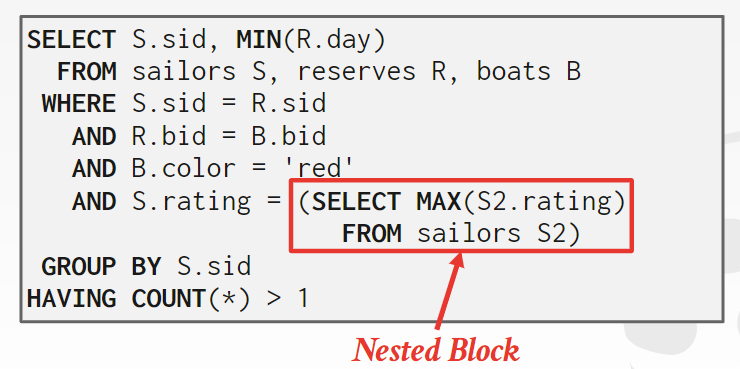 SELECT S.sid, MIN(R.day)
FROM sailors S, reserves R, boats B
WHERE S.sid = R.sid
AND R.bid = B.bid
AND B.color = 'red'
AND S.rating = (SELECT MAX(S2.rating)
FROM sailors S2)
GROUP BY S.sid
HAVING COUNT(*) > 1
Nested Block